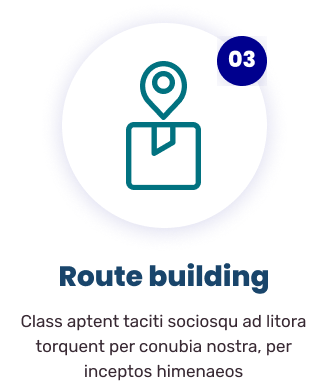 03
Route building
Class aptent taciti sociosqu ad litora
torquent per conubia nostra, per
inceptos himenaeos